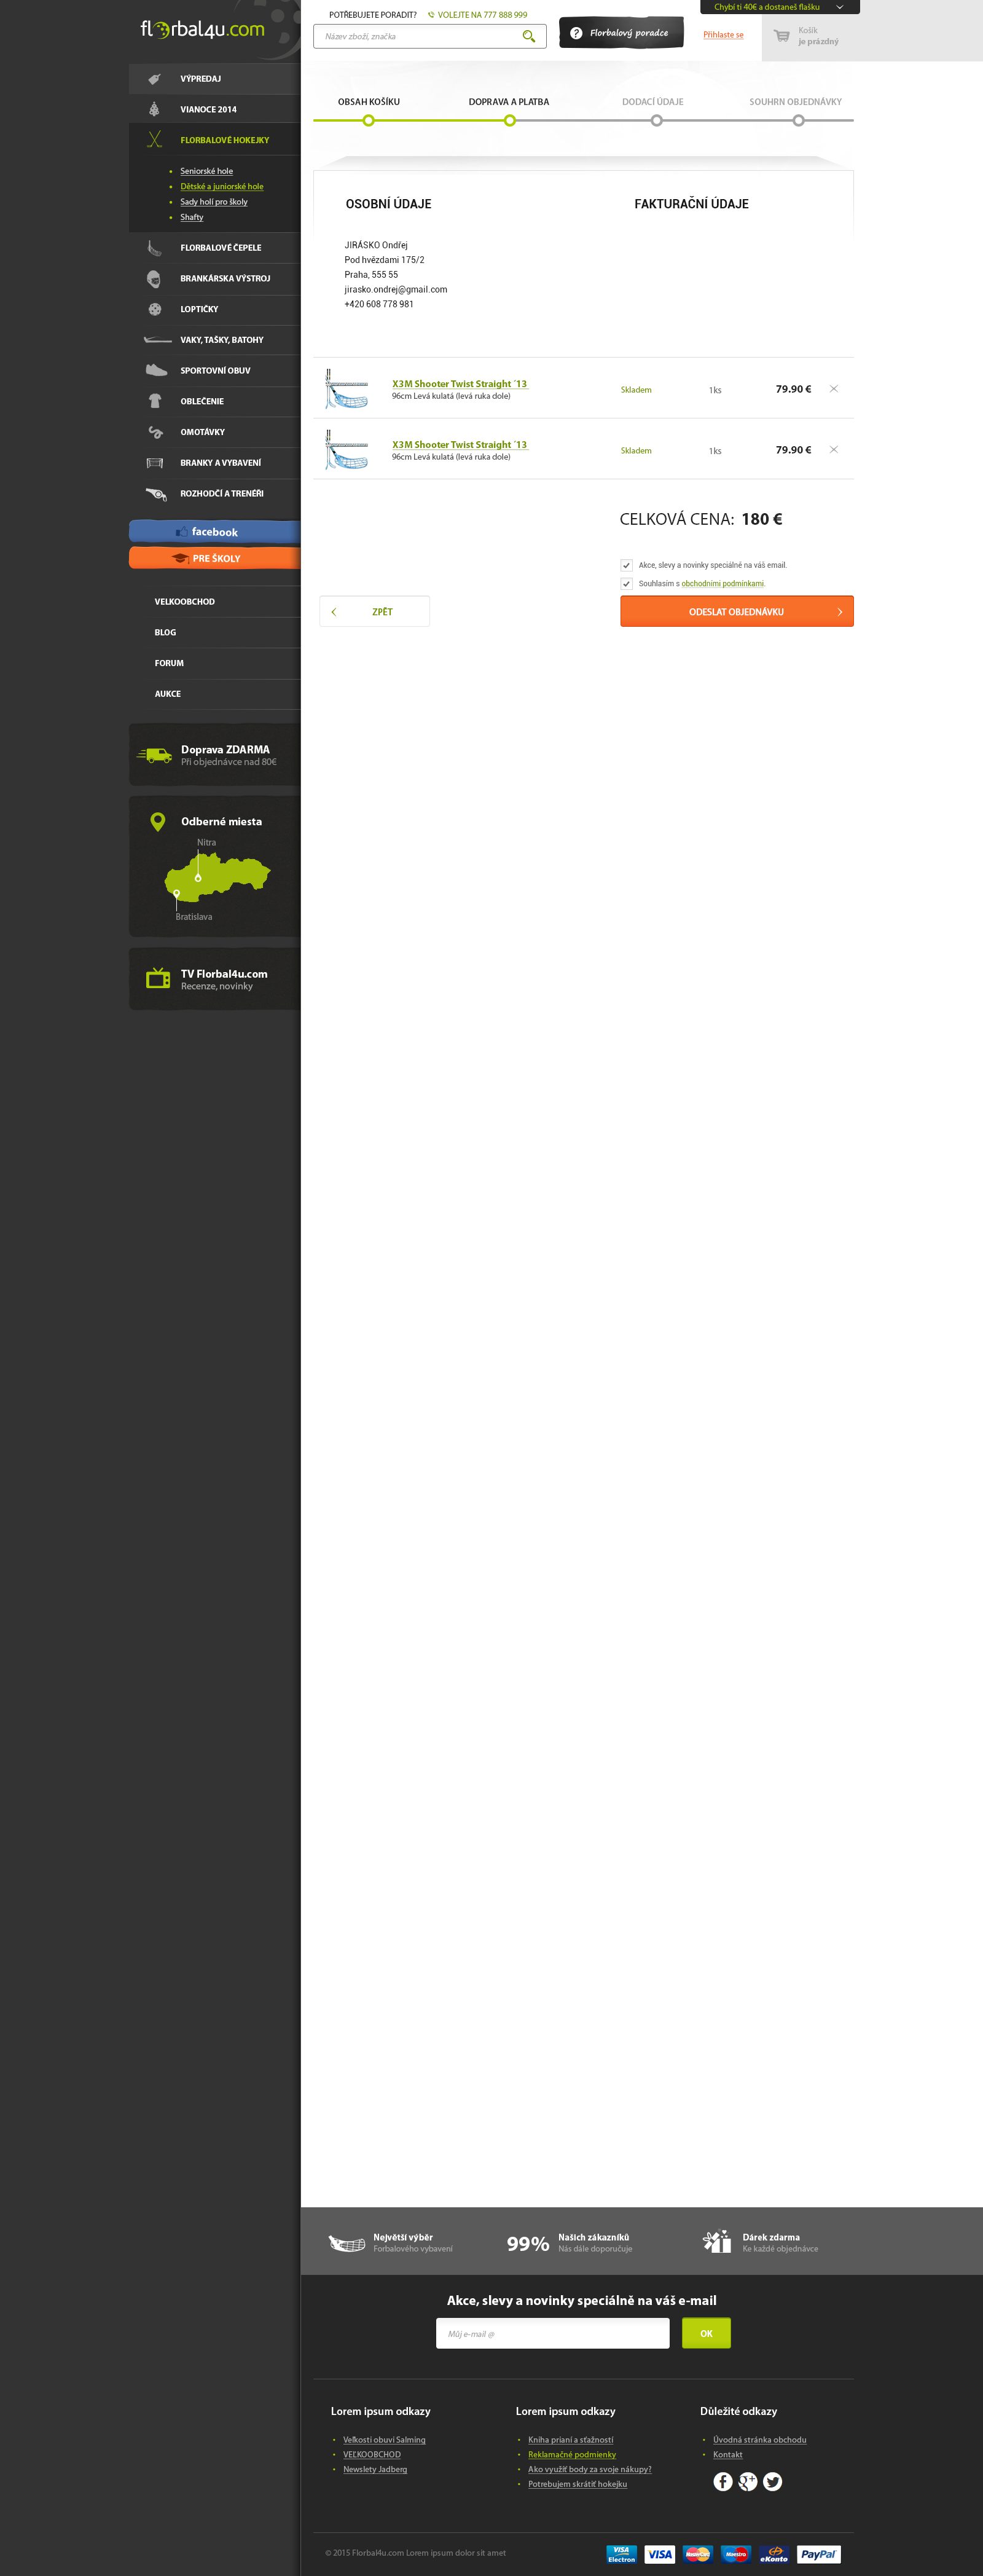 florbal4u.com
POTŘEBUJETE PORADIT? VOLEJTE NA 777 888 999
Název zboží, značka
? Florbalový poradce
Přihlaste se
Chybí ti 40€ a dostaneš flašku
Košík
je prázdný
VÝPREDAJ
VIANOCE 2014
FLORBALOVÉ HOKEJKY
Seniorské hole
Dětské a juniorské hole
Sady holí pro školy
Shafty
FLORBALOVÉ ČEPELE
BRANKÁRSKA VÝSTROJ
LOPTIČKY
VAKY, TAŠKY, BATOHY
SPORTOVNÍ OBUV
OBLEČENIE
OMOTÁVKY
BRANKY A VYBAVENÍ
ROZHODČÍ A TRENÉŘI
facebook
PRE ŠKOLY
VELKOOBCHOD
BLOG
FORUM
AUKCE
Doprava ZDARMA
Při objednávce nad 80€
Odberné miesta
Nitra
Bratislava
TV Florbal4u.com
Recenze, novinky
OBSAH KOŠÍKU
DOPRAVA A PLATBA
DODACÍ ÚDAJE
SOUHRN OBJEDNÁVKY
OSOBNÍ ÚDAJE
FAKTURAČNÍ ÚDAJE
JIRÁSKO Ondřej
Pod hvězdami 175/2
Praha, 555 55
jirasko.ondrej@gmail.com
+420 608 778 981
X3M Shooter Twist Straight ´13
96cm Levá kulatá (levá ruka dole)
Skladem 1ks 79.90 €
X3M Shooter Twist Straight ´13
96cm Levá kulatá (levá ruka dole)
Skladem 1ks 79.90 €
CELKOVÁ CENA: 180 €
Akce, slevy a novinky speciálně na váš email.
Souhlasím s obchodními podmínkami.
ZPĚT
ODESLAT OBJEDNÁVKU
Největší výběr
Forbalového vybavení
99%
Našich zákazníků
Nás dále doporučuje
Dárek zdarma
Ke každé objednávce
Akce, slevy a novinky speciálně na váš e-mail
Můj e-mail @
OK
Lorem ipsum odkazy
Veľkosti obuvi Salming
VEĽKOOBCHOD
Newslety Jadberg
Lorem ipsum odkazy
Kniha prianí a sťažností
Reklamačné podmienky
Ako využiť body za svoje nákupy?
Potrebujem skrátiť hokejku
Důležité odkazy
Úvodná stránka obchodu
Kontakt
f g+
© 2015 Florbal4u.com Lorem ipsum dolor sit amet
VISA Electron VISA MasterCard Maestro VISA eKonto PayPal